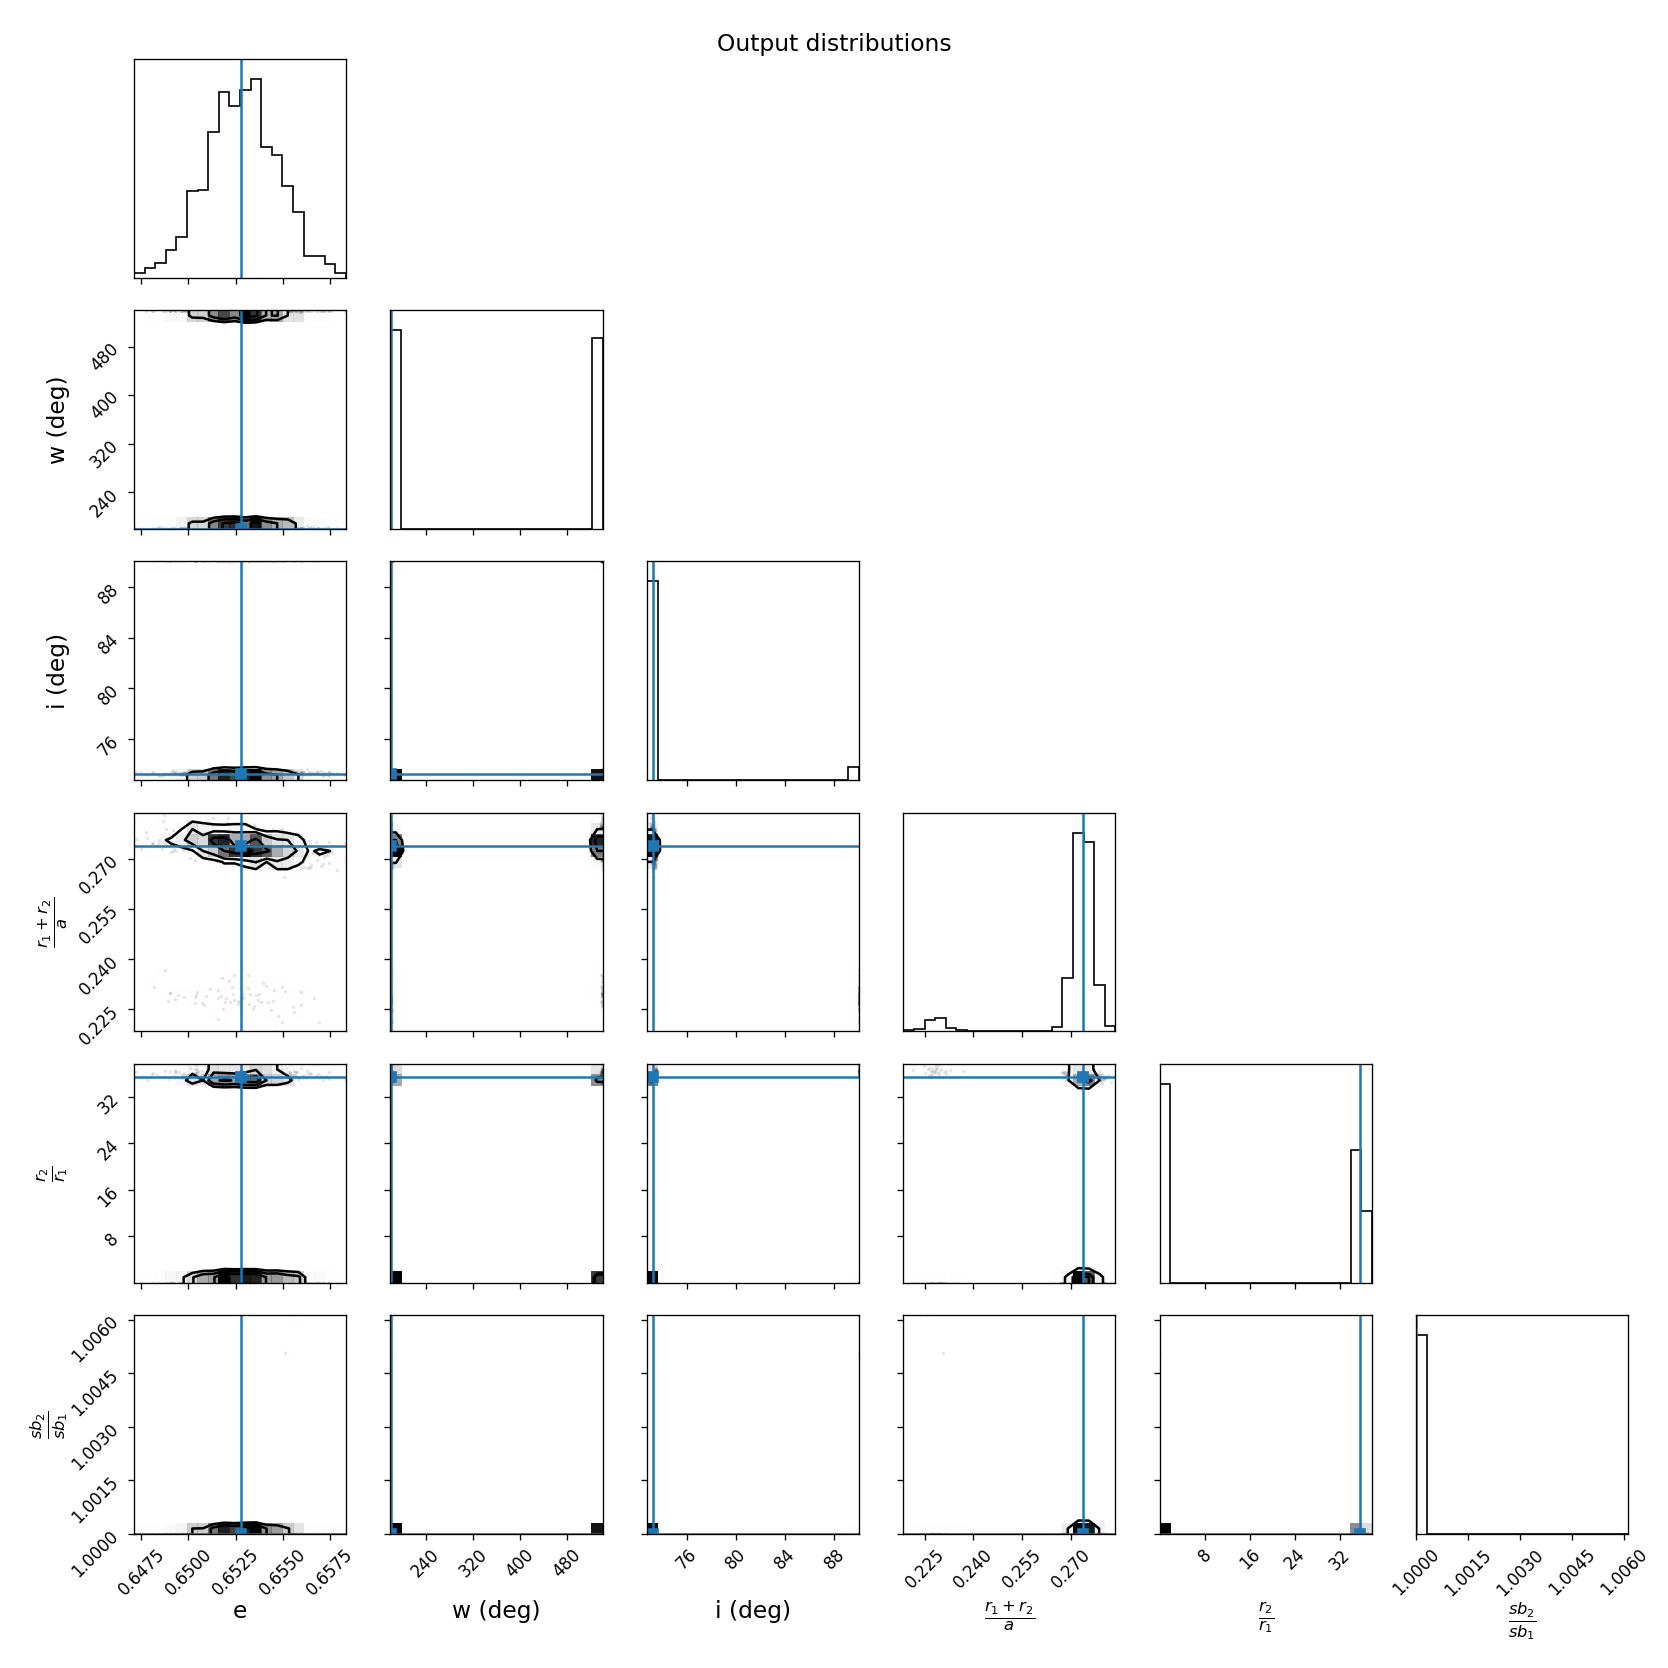 Output distributions
w (deg)
480
400
320
240
i (deg)
88
84
80
76
r₁ + r₂
a
0.270
0.255
0.240
0.225
r₂
r₁
32
24
16
8
sb₂
sb₁
1.0060
1.0045
1.0030
1.0015
1.0000
0.6475 0.6500 0.6525 0.6550 0.6575
240 320 400 480
76 80 84 88
0.225 0.240 0.255 0.270
8 16 24 32
1.0000 1.0015 1.0030 1.0045 1.0060
e
w (deg)
i (deg)
r₁ + r₂
a
r₂
r₁
sb₂
sb₁